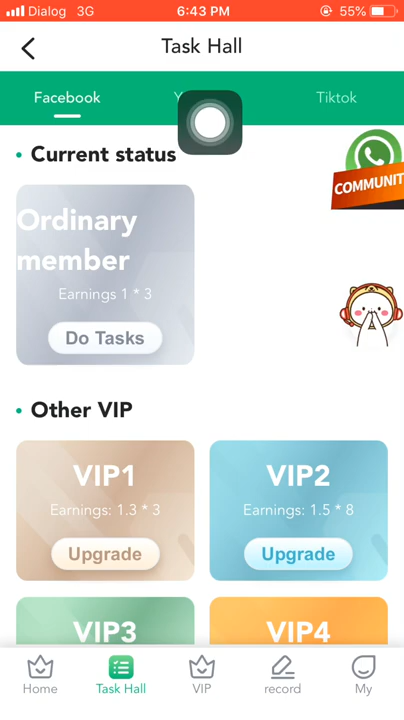 Dialog 3G 6:43 PM 55%
Task Hall
Facebook Tiktok
Current status
COMMUNIT
Ordinary
member
Earnings 1 * 3
Do Tasks
Other VIP
VIP1 VIP2
Earnings: 1.3 * 3 Earnings: 1.5 * 8
Upgrade Upgrade
VIP3 VIP4
Home Task Hall VIP record My